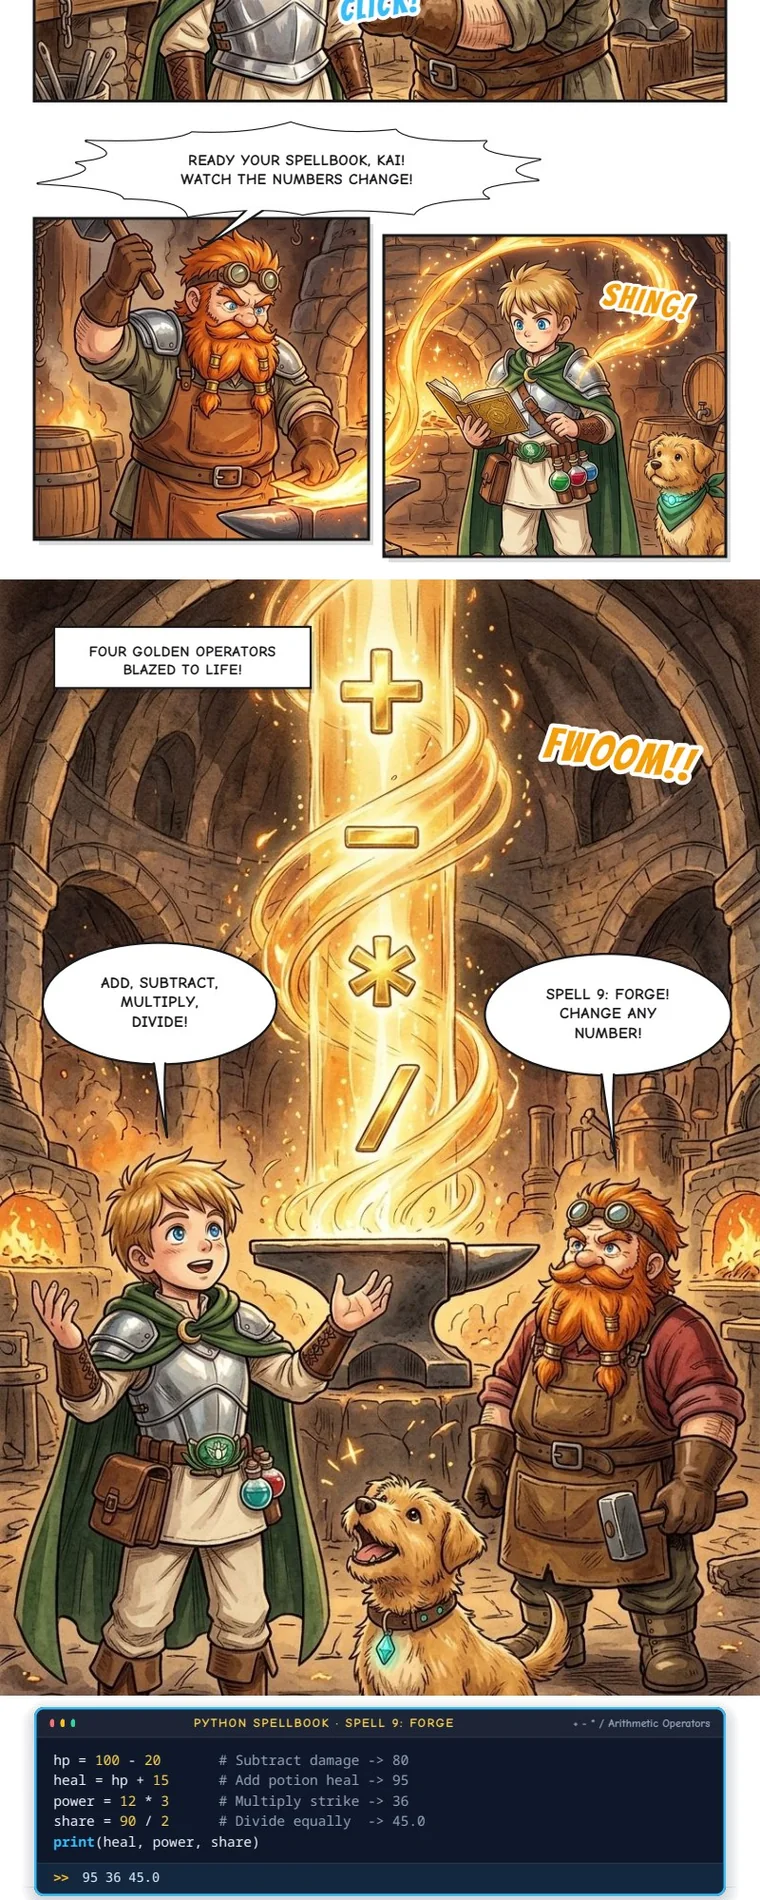 CLICK!
READY YOUR SPELLBOOK, KAI!
WATCH THE NUMBERS CHANGE!
SHING!
FOUR GOLDEN OPERATORS
BLAZED TO LIFE!
+
FWOOM!!
-
*
/
ADD, SUBTRACT,
MULTIPLY,
DIVIDE!
SPELL 9: FORGE!
CHANGE ANY
NUMBER!
PYTHON SPELLBOOK · SPELL 9: FORGE
+ - * / Arithmetic Operators
hp = 100 - 20 # Subtract damage -> 80
heal = hp + 15 # Add potion heal -> 95
power = 12 * 3 # Multiply strike -> 36
share = 90 / 2 # Divide equally -> 45.0
print(heal, power, share)
>> 95 36 45.0